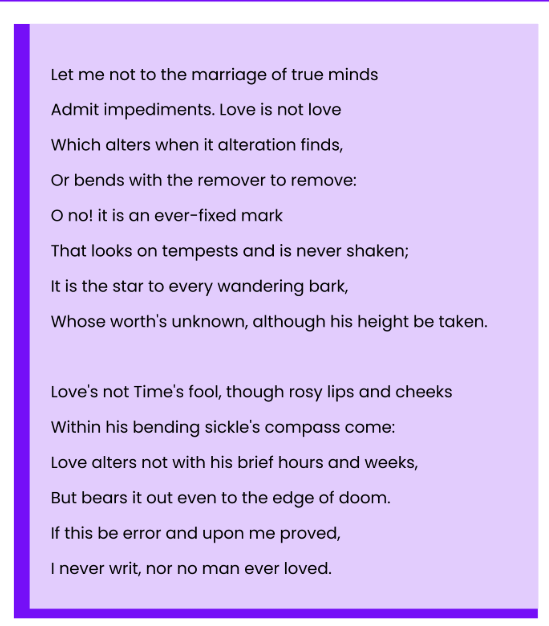 Let me not to the marriage of true minds
Admit impediments. Love is not love
Which alters when it alteration finds,
Or bends with the remover to remove:
O no! it is an ever-fixed mark
That looks on tempests and is never shaken;
It is the star to every wandering bark,
Whose worth's unknown, although his height be taken.

Love's not Time's fool, though rosy lips and cheeks
Within his bending sickle's compass come:
Love alters not with his brief hours and weeks,
But bears it out even to the edge of doom.
If this be error and upon me proved,
I never writ, nor no man ever loved.